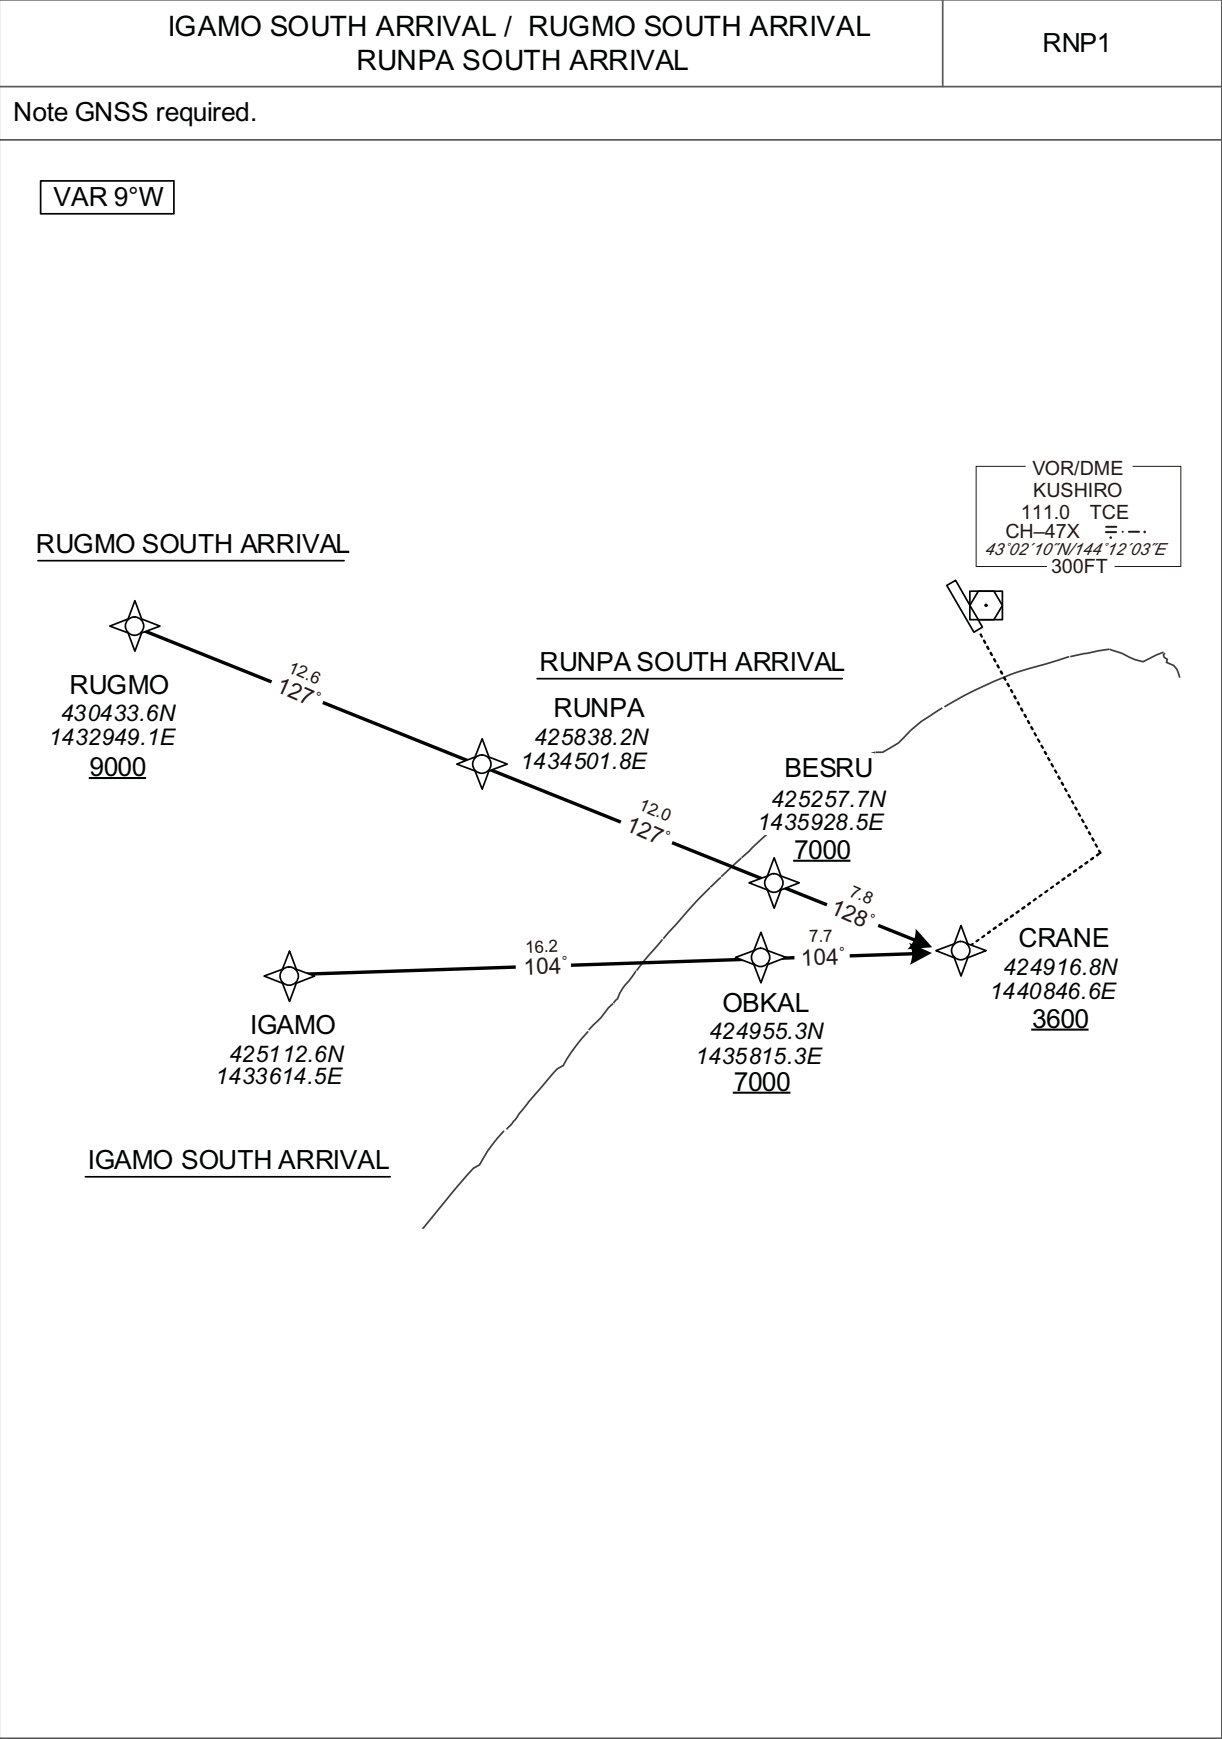 IGAMO SOUTH ARRIVAL / RUGMO SOUTH ARRIVAL
RUNPA SOUTH ARRIVAL
RNP1
Note GNSS required.
VAR 9°W
VOR/DME
KUSHIRO
111.0 TCE
CH–47X
43°02´10˝N/144°12´03˝E
300FT
RUGMO SOUTH ARRIVAL
RUGMO
430433.6N
1432949.1E
9000
12.6
127°
RUNPA SOUTH ARRIVAL
RUNPA
425838.2N
1434501.8E
12.0
127°
BESRU
425257.7N
1435928.5E
7000
7.8
128°
CRANE
424916.8N
1440846.6E
3600
16.2
104°
7.7
104°
IGAMO
425112.6N
1433614.5E
OBKAL
424955.3N
1435815.3E
7000
IGAMO SOUTH ARRIVAL